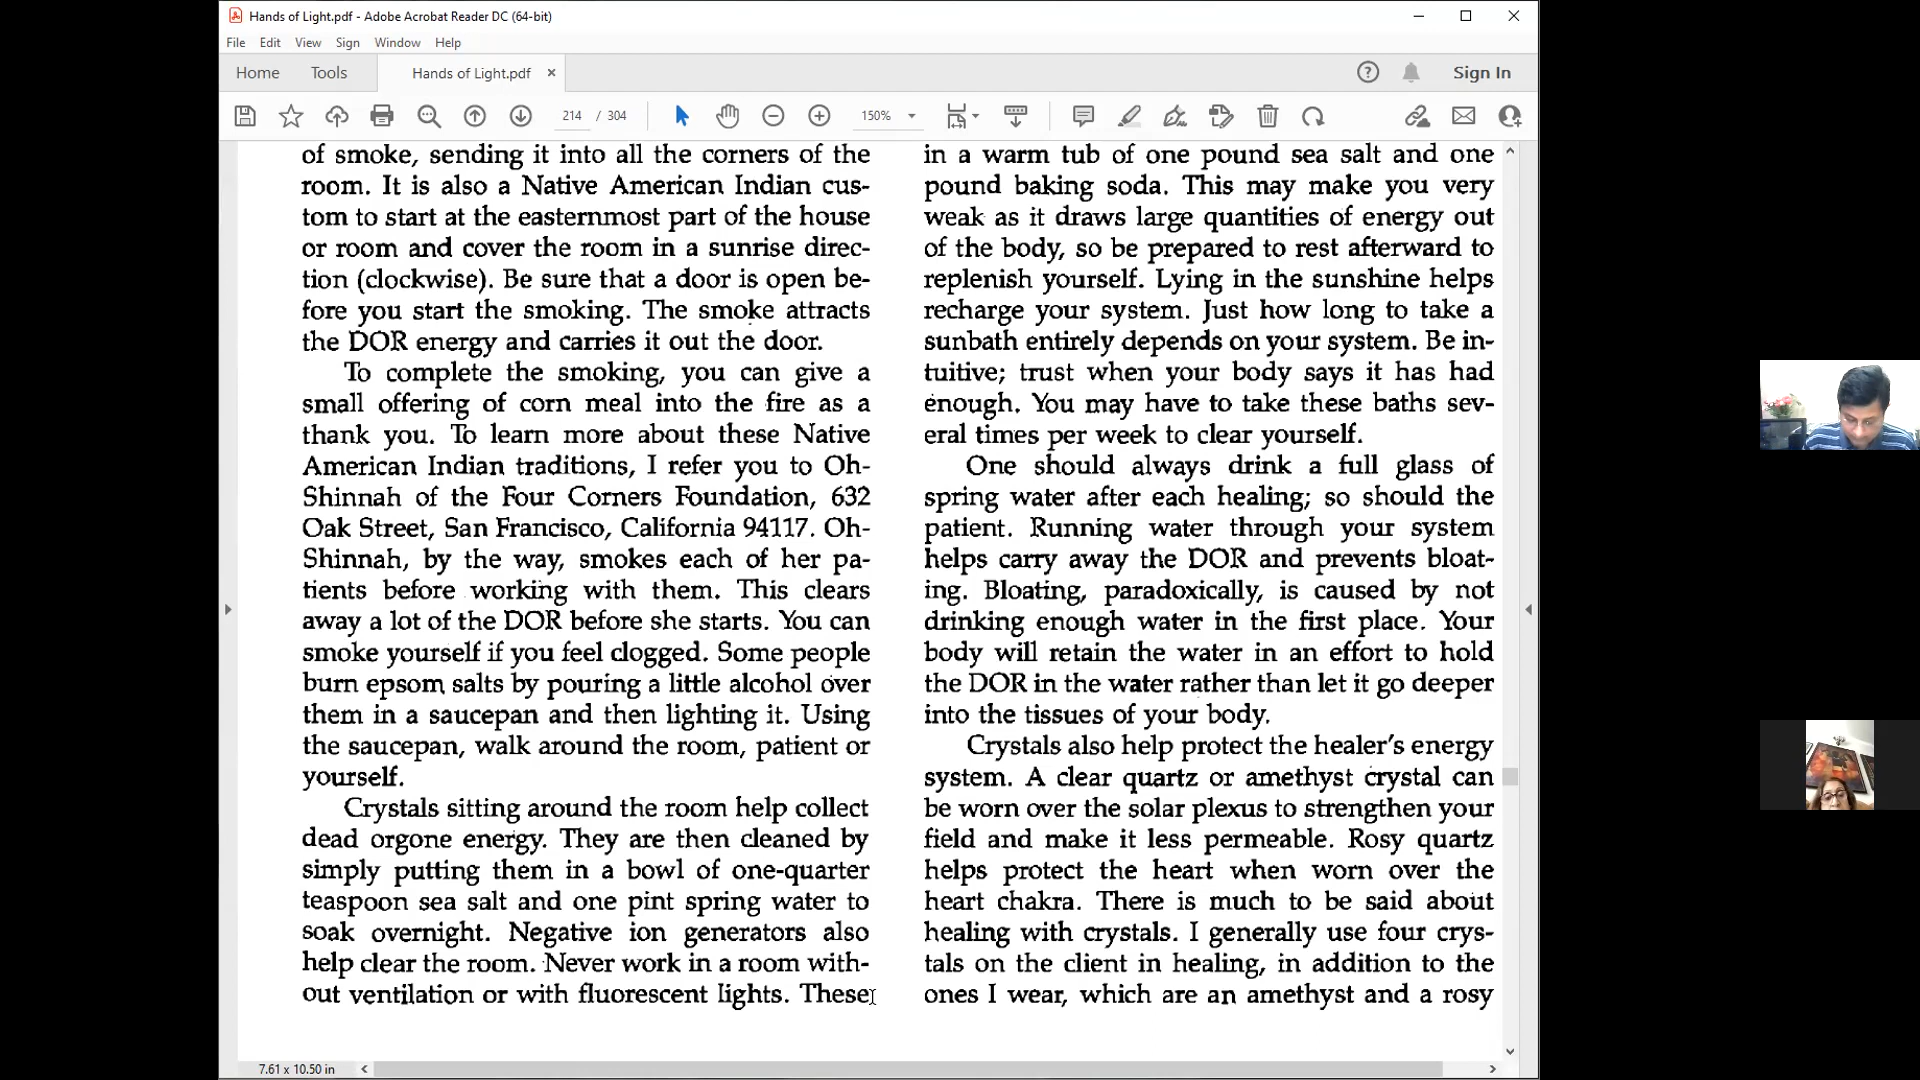 Hands of Light.pdf - Adobe Acrobat Reader DC (64-bit)
File Edit View Sign Window Help
Home Tools Hands of Light.pdf Sign In
214 / 304 150%
of smoke, sending it into all the corners of the
room. It is also a Native American Indian cus-
tom to start at the easternmost part of the house
or room and cover the room in a sunrise direc-
tion (clockwise). Be sure that a door is open be-
fore you start the smoking. The smoke attracts
the DOR energy and carries it out the door.
To complete the smoking, you can give a
small offering of corn meal into the fire as a
thank you. To learn more about these Native
American Indian traditions, I refer you to Oh-
Shinnah of the Four Corners Foundation, 632
Oak Street, San Francisco, California 94117. Oh-
Shinnah, by the way, smokes each of her pa-
tients before working with them. This clears
away a lot of the DOR before she starts. You can
smoke yourself if you feel clogged. Some people
burn epsom salts by pouring a little alcohol over
them in a saucepan and then lighting it. Using
the saucepan, walk around the room, patient or
yourself.
Crystals sitting around the room help collect
dead orgone energy. They are then cleaned by
simply putting them in a bowl of one-quarter
teaspoon sea salt and one pint spring water to
soak overnight. Negative ion generators also
help clear the room. Never work in a room with-
out ventilation or with fluorescent lights. These
in a warm tub of one pound sea salt and one
pound baking soda. This may make you very
weak as it draws large quantities of energy out
of the body, so be prepared to rest afterward to
replenish yourself. Lying in the sunshine helps
recharge your system. Just how long to take a
sunbath entirely depends on your system. Be in-
tuitive; trust when your body says it has had
enough. You may have to take these baths sev-
eral times per week to clear yourself.
One should always drink a full glass of
spring water after each healing; so should the
patient. Running water through your system
helps carry away the DOR and prevents bloat-
ing. Bloating, paradoxically, is caused by not
drinking enough water in the first place. Your
body will retain the water in an effort to hold
the DOR in the water rather than let it go deeper
into the tissues of your body.
Crystals also help protect the healer's energy
system. A clear quartz or amethyst crystal can
be worn over the solar plexus to strengthen your
field and make it less permeable. Rosy quartz
helps protect the heart when worn over the
heart chakra. There is much to be said about
healing with crystals. I generally use four crys-
tals on the client in healing, in addition to the
ones I wear, which are an amethyst and a rosy
7.61 x 10.50 in